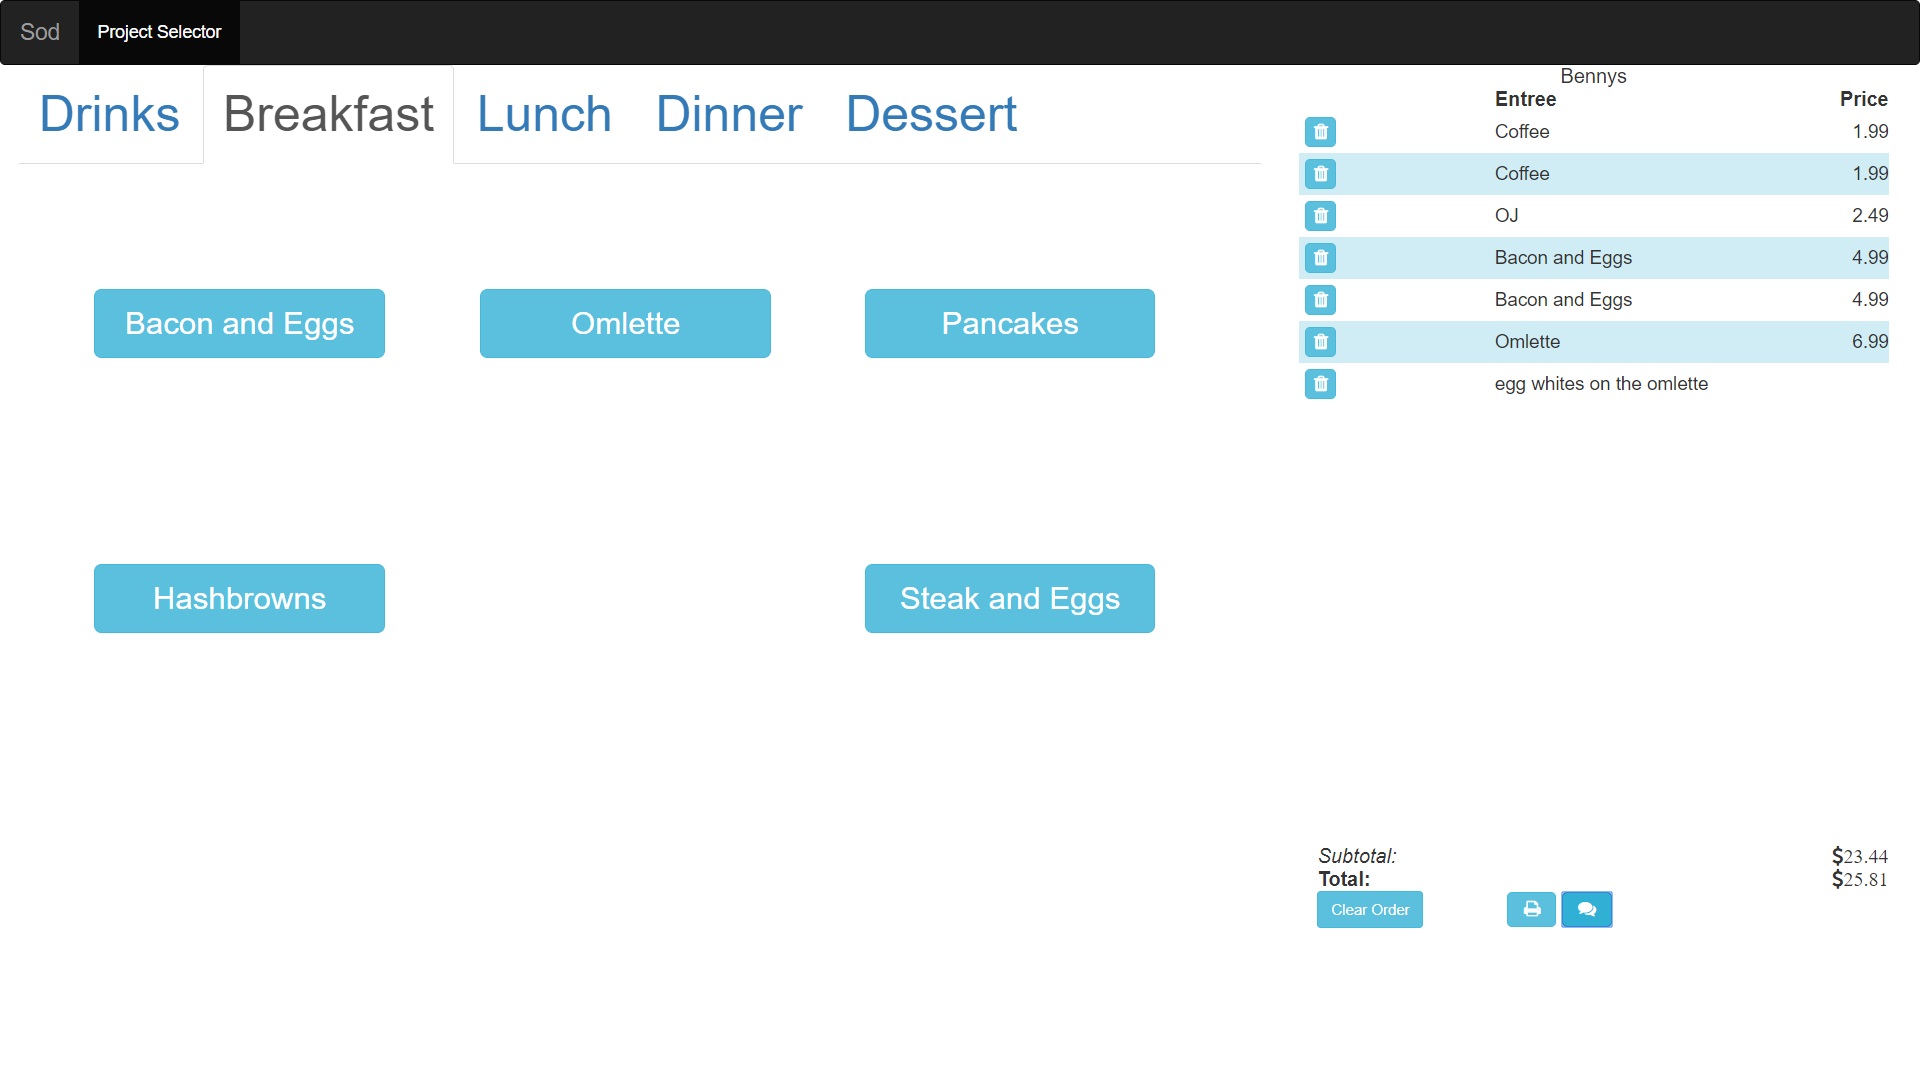 Sod Project Selector
Drinks Breakfast Lunch Dinner Dessert
Bacon and Eggs Omlette Pancakes
Hashbrowns Steak and Eggs
Bennys
Entree Price
Coffee 1.99
Coffee 1.99
OJ 2.49
Bacon and Eggs 4.99
Bacon and Eggs 4.99
Omlette 6.99
egg whites on the omlette
Subtotal: $23.44
Total: $25.81
Clear Order